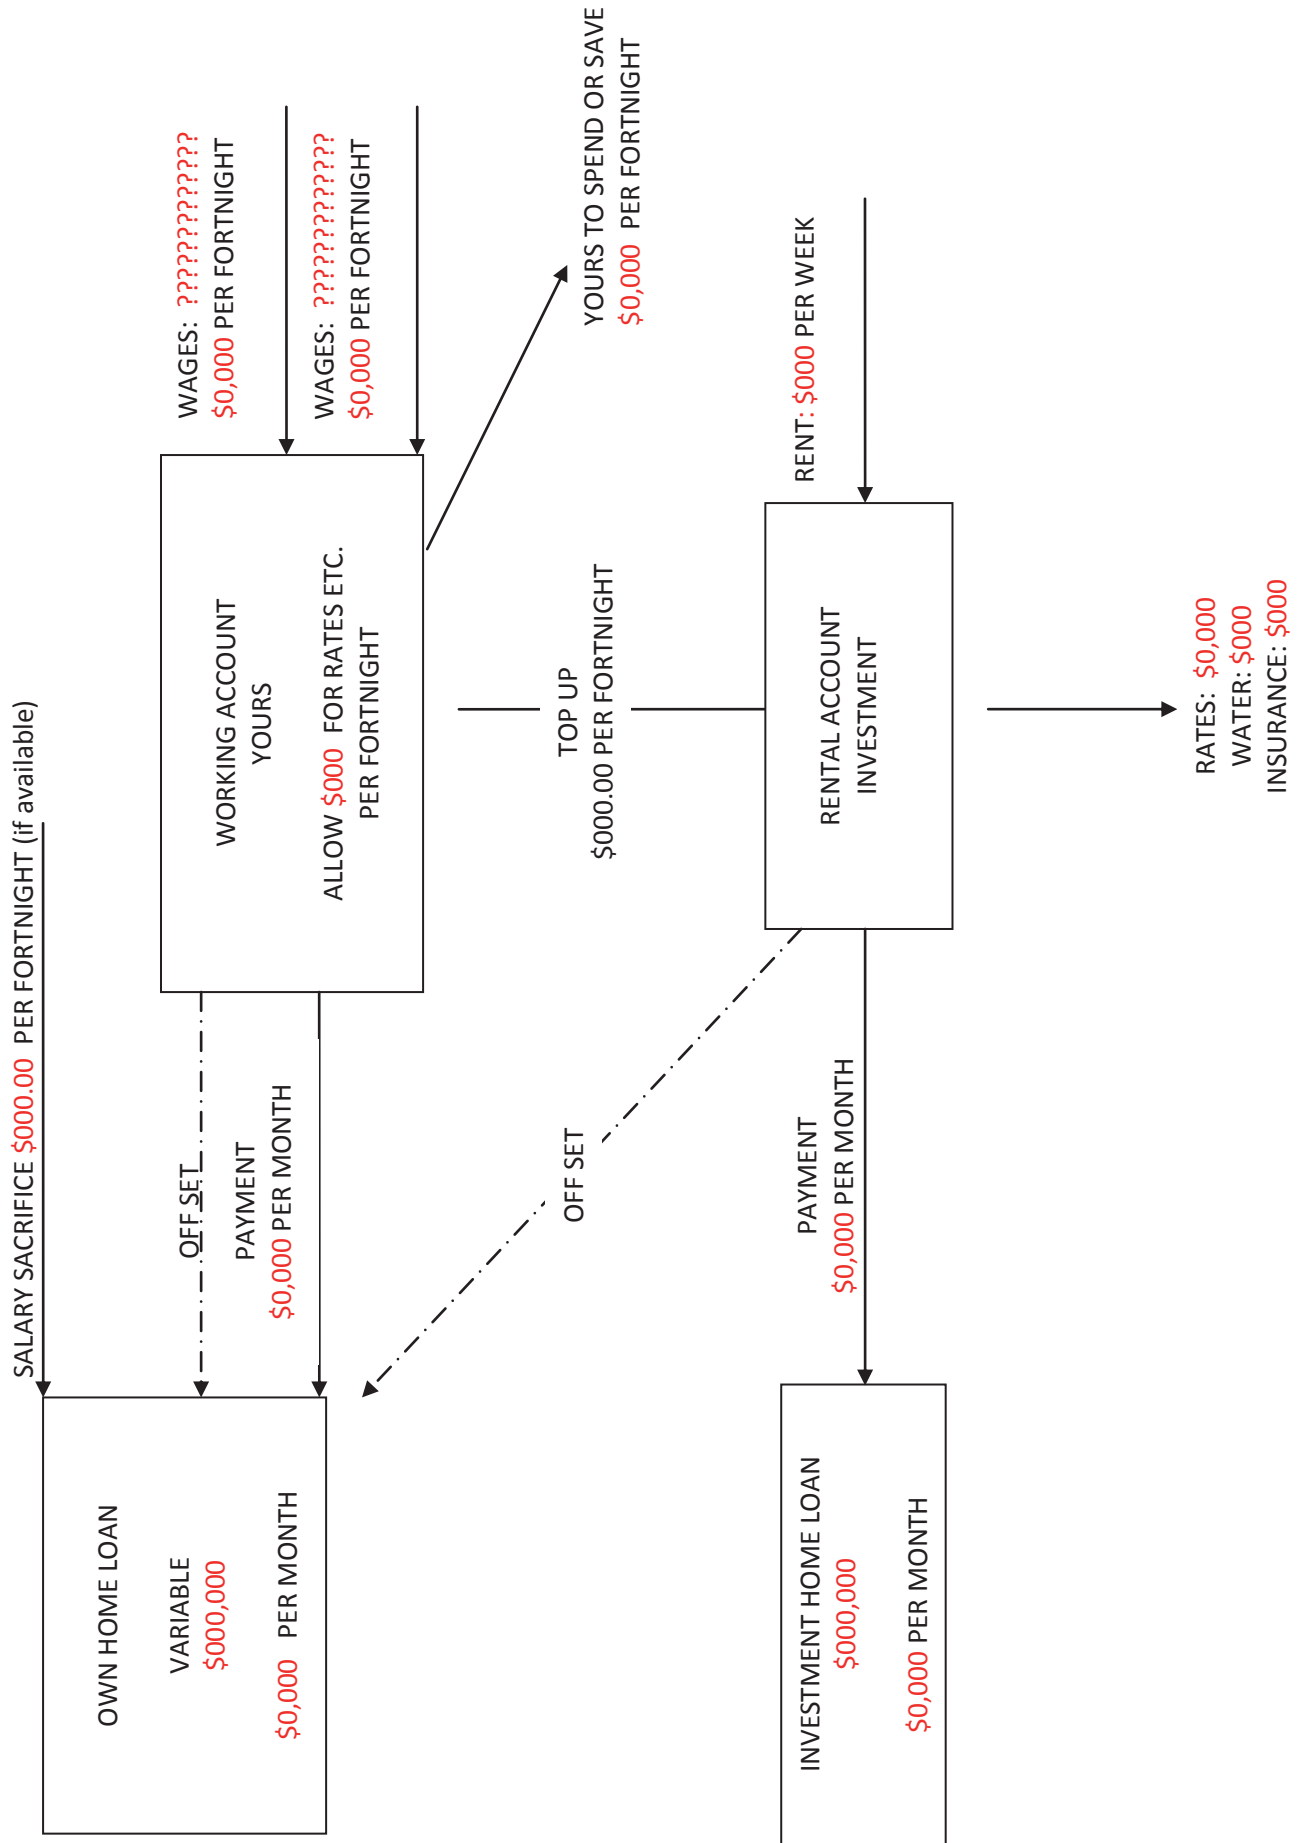 SALARY SACRIFICE $000.00 PER FORTNIGHT (if available)
OWN HOME LOAN
VARIABLE
$000,000
$0,000 PER MONTH
OFF SET
PAYMENT
$0,000 PER MONTH
WORKING ACCOUNT
YOURS
ALLOW $000 FOR RATES ETC.
PER FORTNIGHT
WAGES: ??????????????
$0,000 PER FORTNIGHT
WAGES: ??????????????
$0,000 PER FORTNIGHT
YOURS TO SPEND OR SAVE
$0,000 PER FORTNIGHT
TOP UP
$000.00 PER FORTNIGHT
OFF SET
INVESTMENT HOME LOAN
$000,000
$0,000 PER MONTH
PAYMENT
$0,000 PER MONTH
RENTAL ACCOUNT
INVESTMENT
RENT: $000 PER WEEK
RATES: $0,000
WATER: $000
INSURANCE: $000